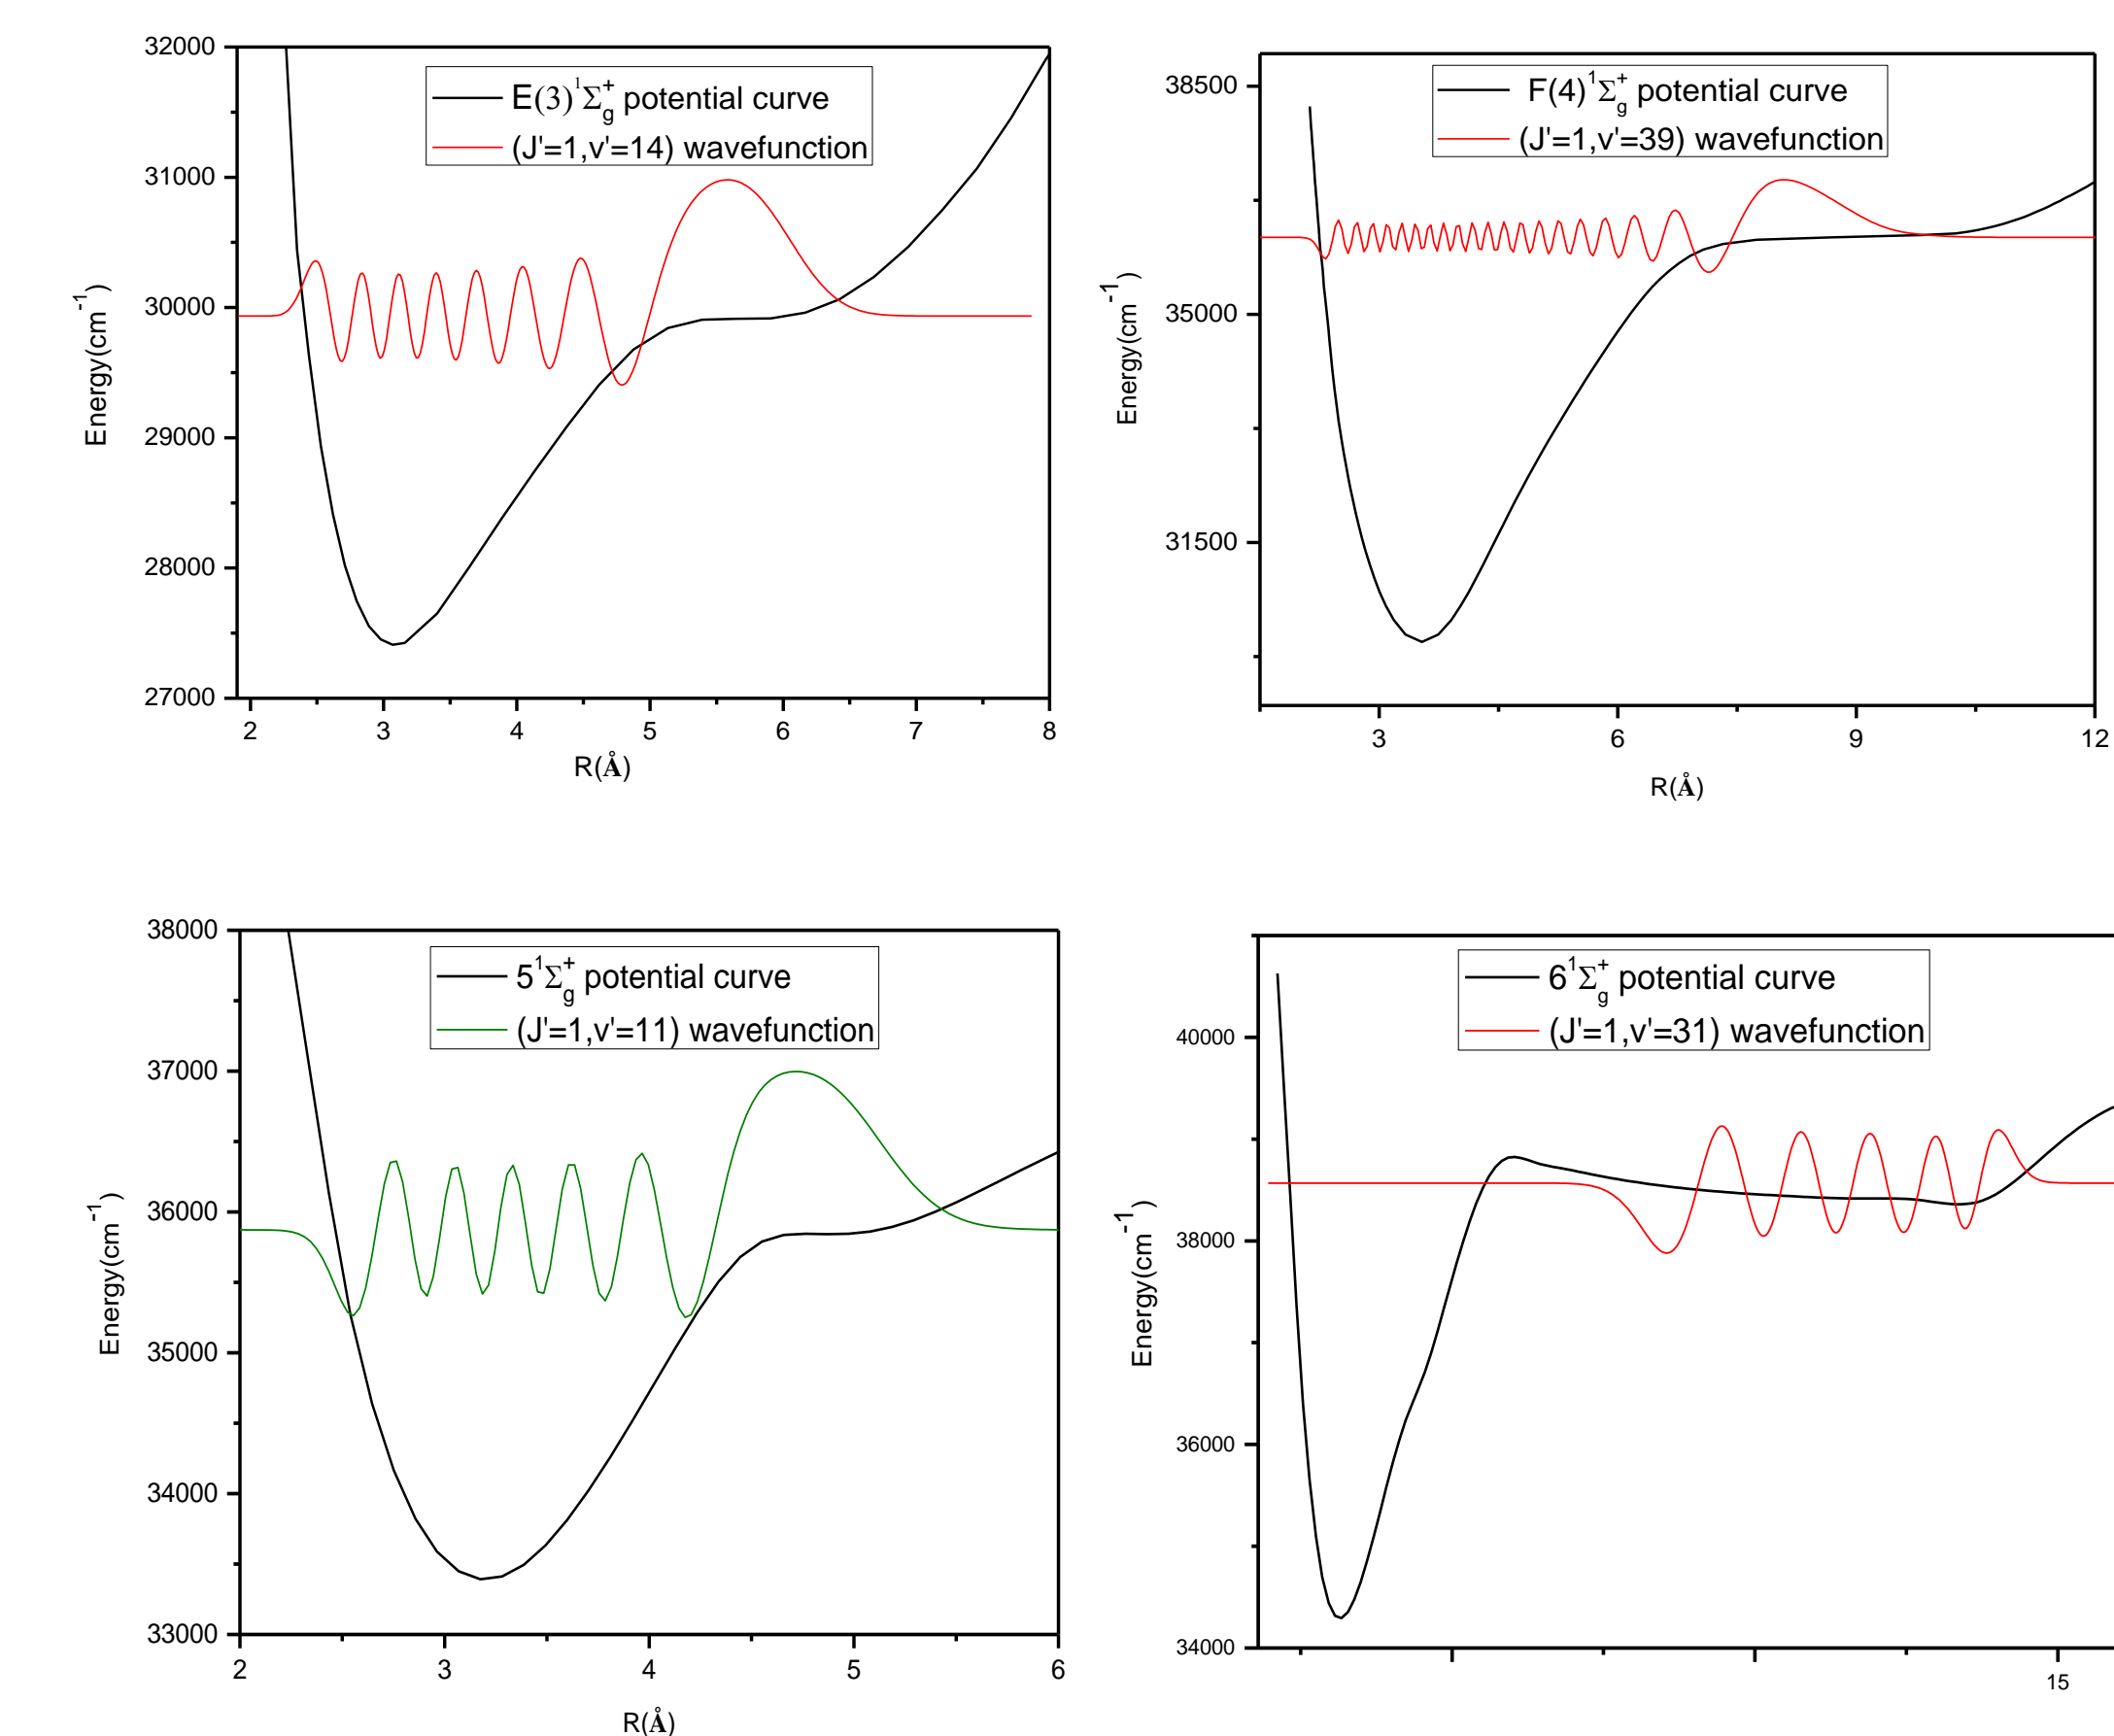 32000
31000
30000
29000
28000
27000
Energy(cm⁻¹)
E(3)¹Σg⁺ potential curve
(J'=1,v'=14) wavefunction
2 3 4 5 6 7 8
R(Å)
38500
35000
31500
Energy(cm⁻¹)
F(4)¹Σg⁺ potential curve
(J'=1,v'=39) wavefunction
3 6 9 12
R(Å)
38000
37000
36000
35000
34000
33000
Energy(cm⁻¹)
5¹Σg⁺ potential curve
(J'=1,v'=11) wavefunction
2 3 4 5 6
R(Å)
40000
38000
36000
34000
Energy(cm⁻¹)
6¹Σg⁺ potential curve
(J'=1,v'=31) wavefunction
15